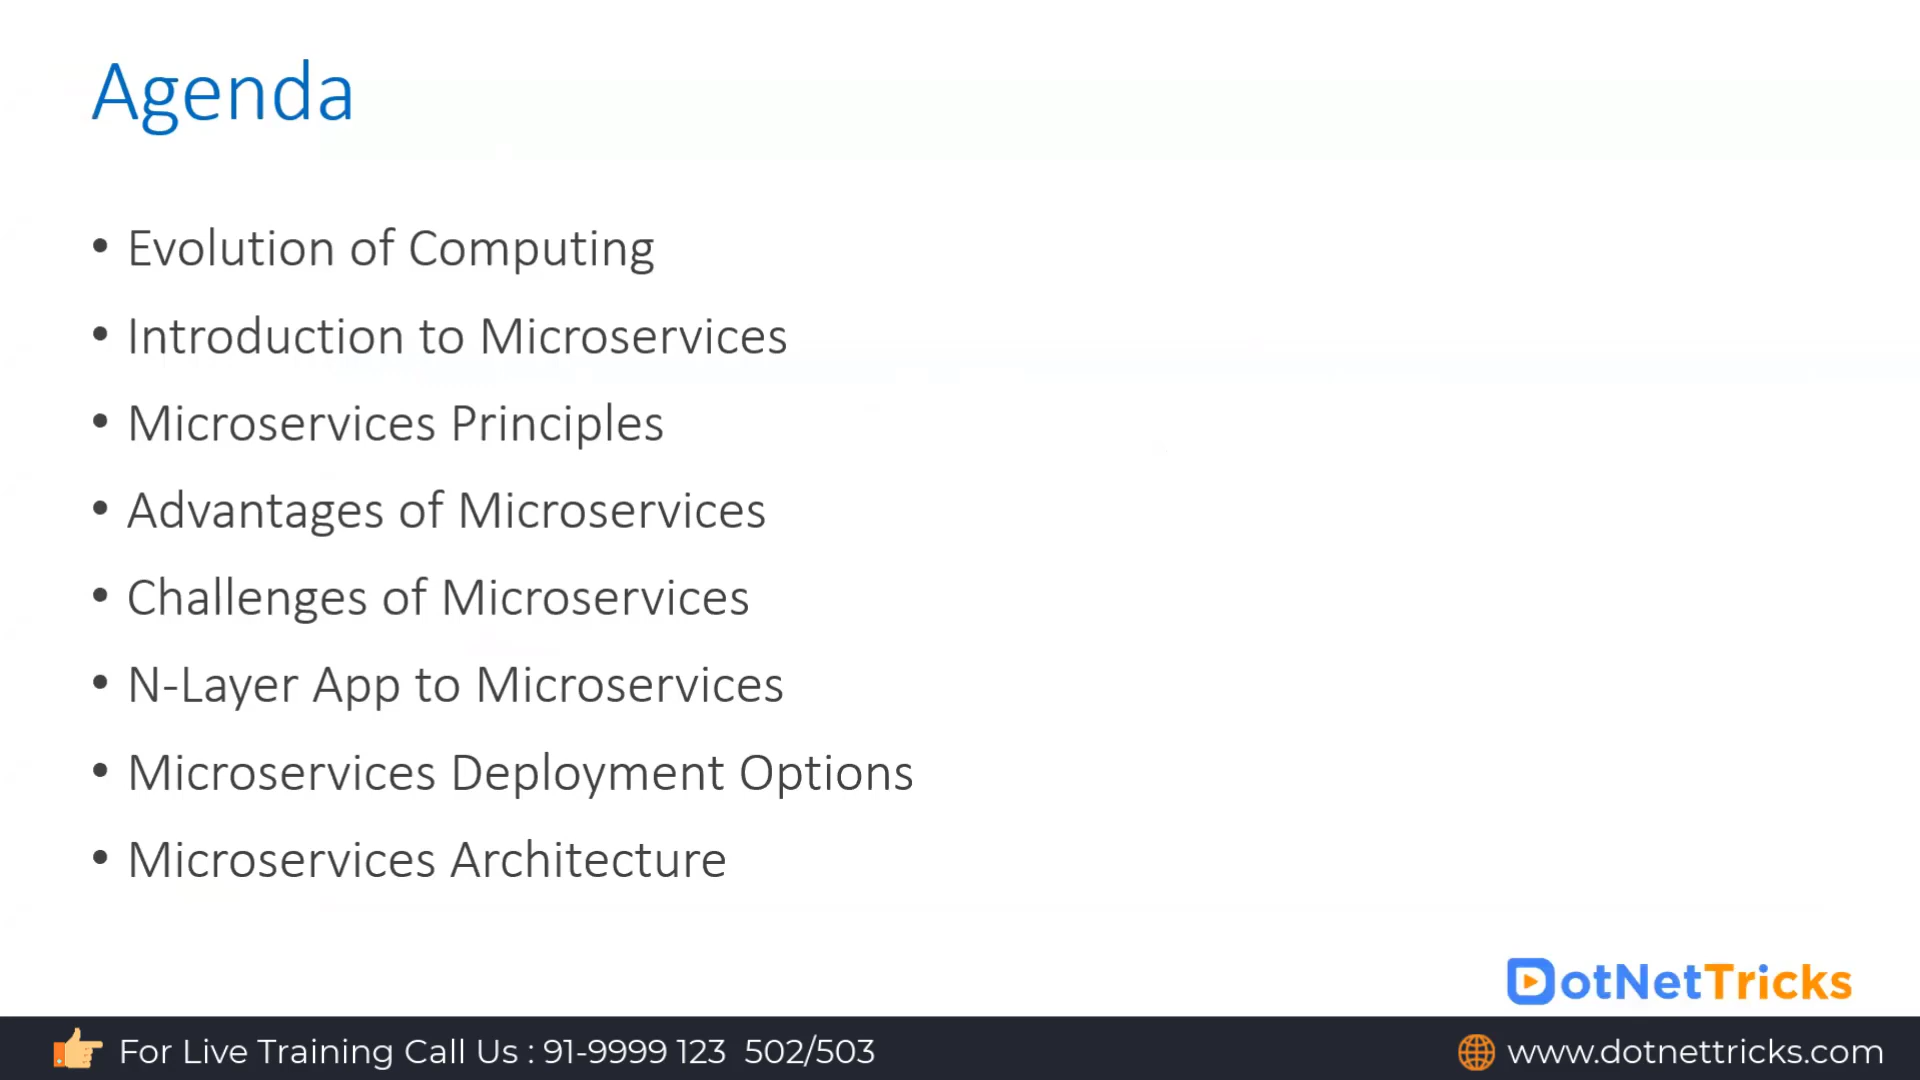 Agenda
• Evolution of Computing
• Introduction to Microservices
• Microservices Principles
• Advantages of Microservices
• Challenges of Microservices
• N-Layer App to Microservices
• Microservices Deployment Options
• Microservices Architecture
DotNetTricks
For Live Training Call Us : 91-9999 123 502/503
www.dotnettricks.com